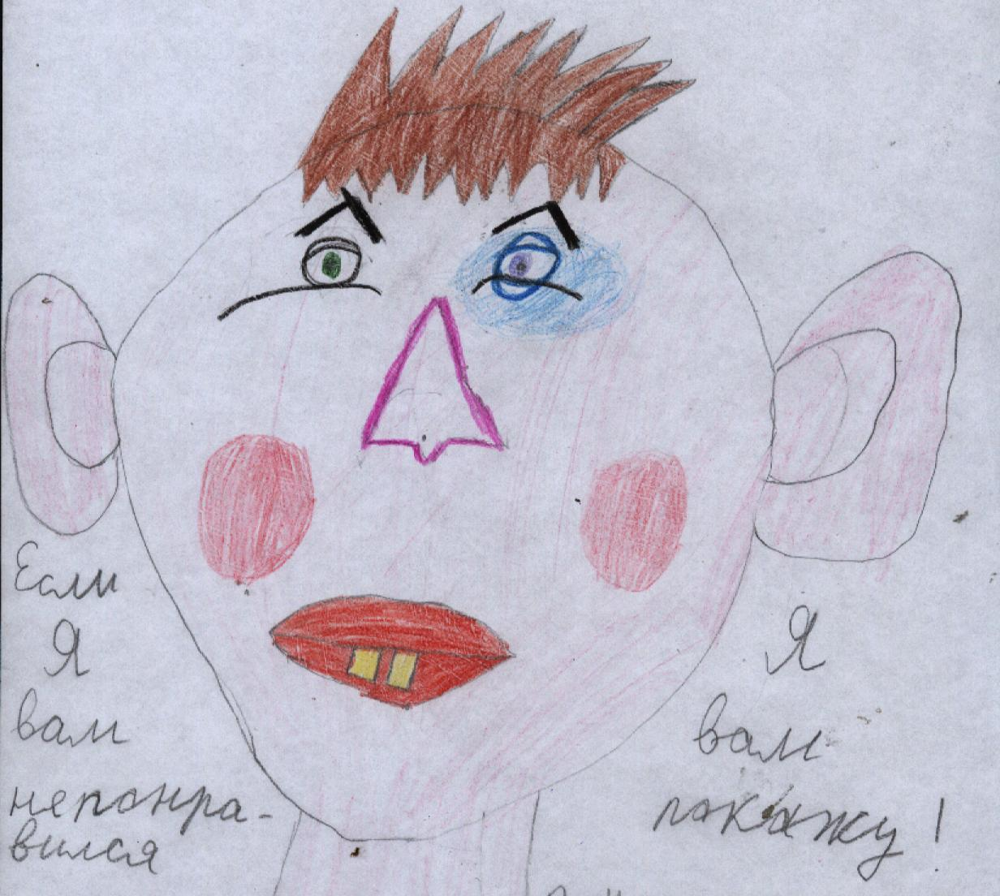 Если
Я
вам
непонра-
вился
Я
вам
покажу!